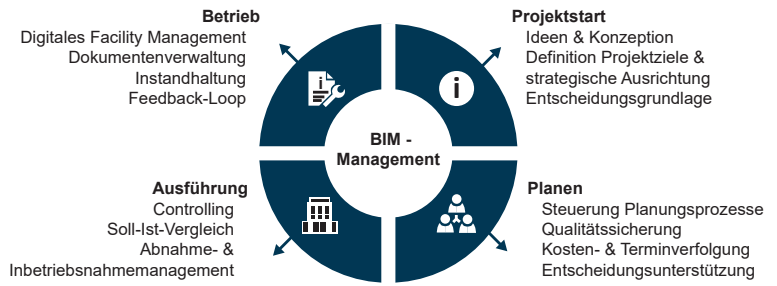 Betrieb
Digitales Facility Management
Dokumentenverwaltung
Instandhaltung
Feedback-Loop
Projektstart
Ideen & Konzeption
Definition Projektziele &
strategische Ausrichtung
Entscheidungsgrundlage
BIM -
Management
Ausführung
Controlling
Soll-Ist-Vergleich
Abnahme- &
Inbetriebsnahmemanagement
Planen
Steuerung Planungsprozesse
Qualitätssicherung
Kosten- & Terminverfolgung
Entscheidungsunterstützung